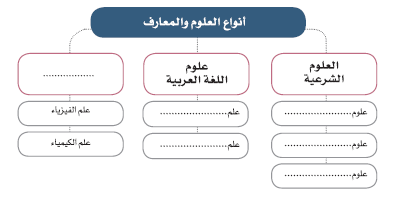 أنواع العلوم والمعارف
العلوم
الشرعية
علوم.......................
علوم.......................
علوم.......................
علوم
اللغة العربية
علم.......................
علم.......................
..................
علم الفيزياء
علم الكيمياء